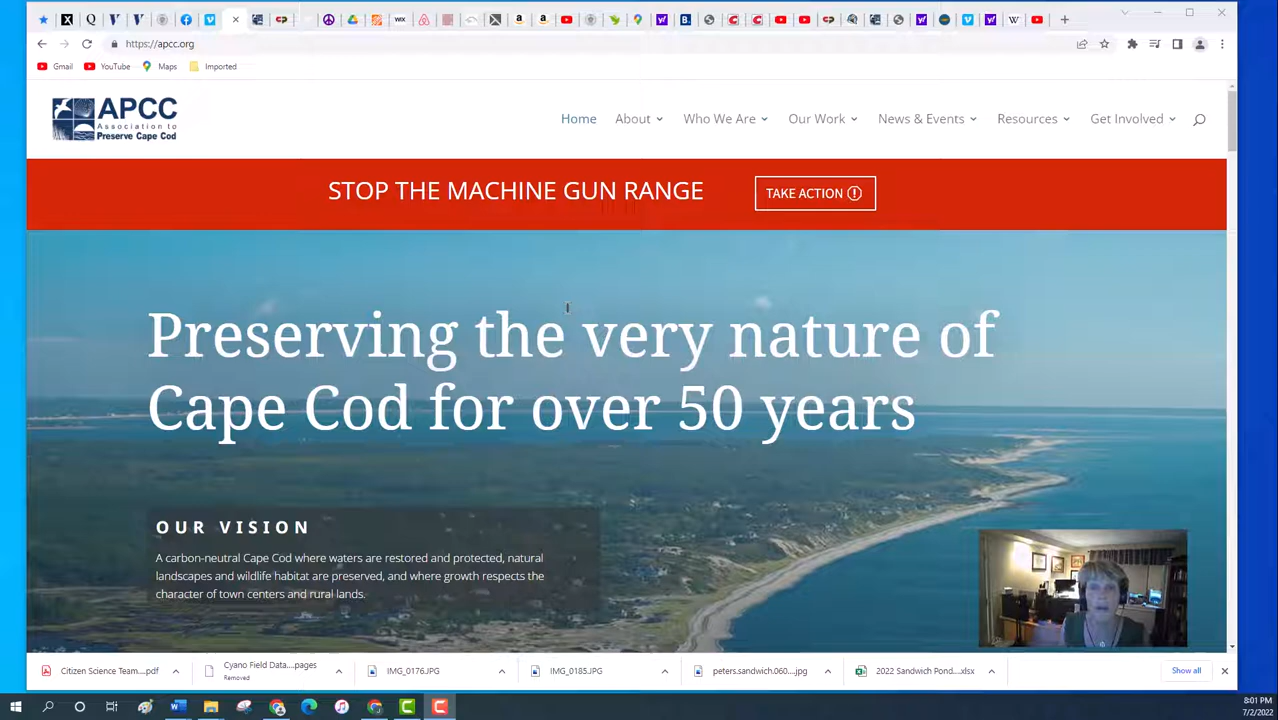 https://apcc.org
Gmail YouTube Maps Imported
APCC
Association to
Preserve Cape Cod
Home About Who We Are Our Work News & Events Resources Get Involved
STOP THE MACHINE GUN RANGE TAKE ACTION
Preserving the very nature of
Cape Cod for over 50 years
OUR VISION
A carbon-neutral Cape Cod where waters are restored and protected, natural
landscapes and wildlife habitat are preserved, and where growth respects the
character of town centers and rural lands.
Citizen Science Team....pdf Cyano Field Data....pages IMG_0176.JPG IMG_0185.JPG peters.sandwich.060....jpg 2022 Sandwich Pond....xlsx Show all
Removed
8:01 PM
7/2/2022